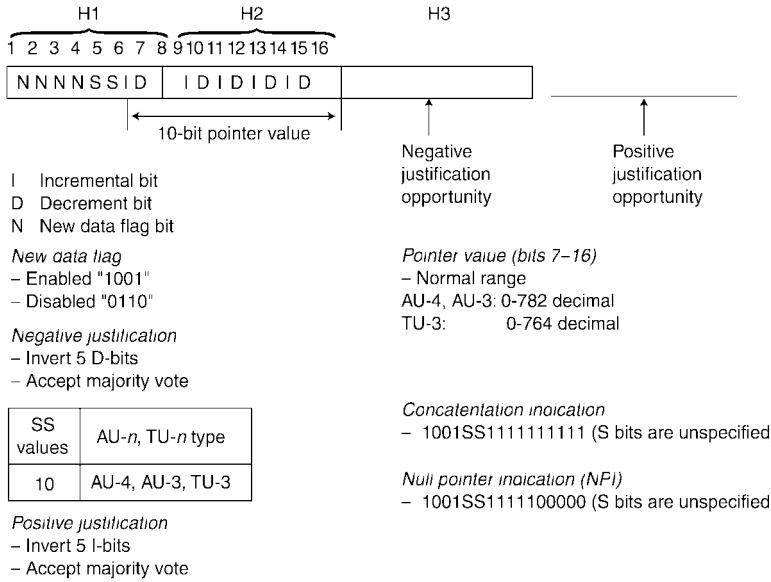 H1 H2 H3
1 2 3 4 5 6 7 8 9 10 11 12 13 14 15 16
N N N N S S I D I D I D I D I D
10-bit pointer value
Negative justification opportunity
Positive justification opportunity
I Incremental bit
D Decrement bit
N New data flag bit
New data flag
– Enabled "1001"
– Disabled "0110"
Pointer value (bits 7–16)
– Normal range
AU-4, AU-3: 0-782 decimal
TU-3: 0-764 decimal
Negative justification
– Invert 5 D-bits
– Accept majority vote
SS values
AU-n, TU-n type
10
AU-4, AU-3, TU-3
Concatentation indication
– 1001SS1111111111 (S bits are unspecified
Null pointer indication (NPI)
– 1001SS1111100000 (S bits are unspecified
Positive justification
– Invert 5 I-bits
– Accept majority vote